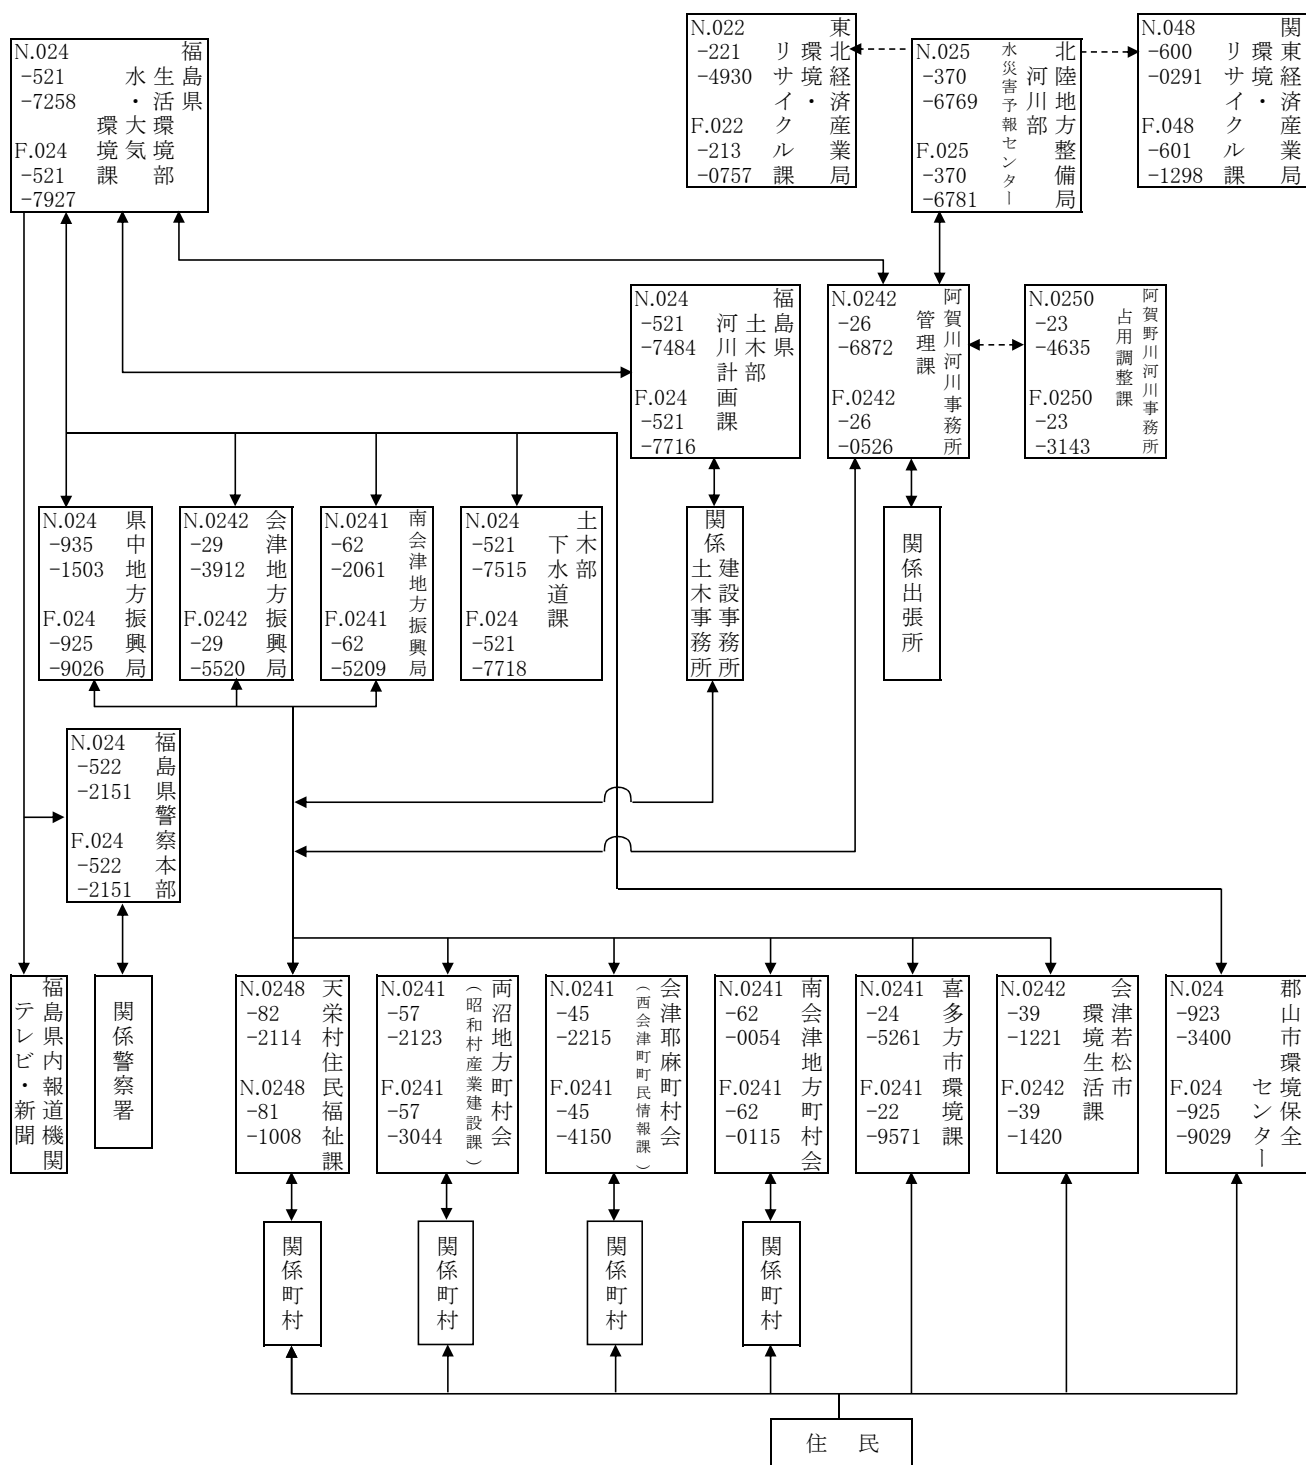 福島県
生活環境部
水・大気
環境課
N.024
-521
-7258
F.024
-521
-7927
東北経済産業局
環境・
リサイクル課
N.022
-221
-4930
F.022
-213
-0757
北陸地方整備局
河川部
水災害予報センター
N.025
-370
-6769
F.025
-370
-6781
関東経済産業局
環境・
リサイクル課
N.048
-600
-0291
F.048
-601
-1298
福島県
土木部
河川計画課
N.024
-521
-7484
F.024
-521
-7716
阿賀川河川事務所
管理課
N.0242
-26
-6872
F.0242
-26
-0526
阿賀野川河川事務所
占用調整課
N.0250
-23
-4635
F.0250
-23
-3143
県中地方振興局
N.024
-935
-1503
F.024
-925
-9026
会津地方振興局
N.0242
-29
-3912
F.0242
-29
-5520
南会津地方振興局
N.0241
-62
-2061
F.0241
-62
-5209
土木部
下水道課
N.024
-521
-7515
F.024
-521
-7718
関係
建設事務所
土木事務所
関係出張所
福島県警察本部
N.024
-522
-2151
F.024
-522
-2151
福島県内報道機関
テレビ・新聞
関係警察署
天栄村住民福祉課
N.0248
-82
-2114
N.0248
-81
-1008
両沼地方町村会
(昭和村産業建設課)
N.0241
-57
-2123
F.0241
-57
-3044
会津耶麻町村会
(西会津町町民情報課)
N.0241
-45
-2215
F.0241
-45
-4150
南会津地方町村会
N.0241
-62
-0054
F.0241
-62
-0115
喜多方市環境課
N.0241
-24
-5261
F.0241
-22
-9571
会津若松市
環境生活課
N.0242
-39
-1221
F.0242
-39
-1420
郡山市環境保全
センター
N.024
-923
-3400
F.024
-925
-9029
関係町村
関係町村
関係町村
関係町村
住 民